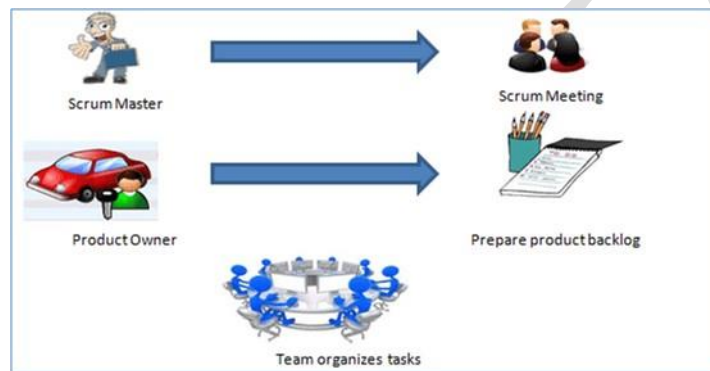 Scrum Master
Scrum Meeting
Product Owner
Prepare product backlog
Team organizes tasks